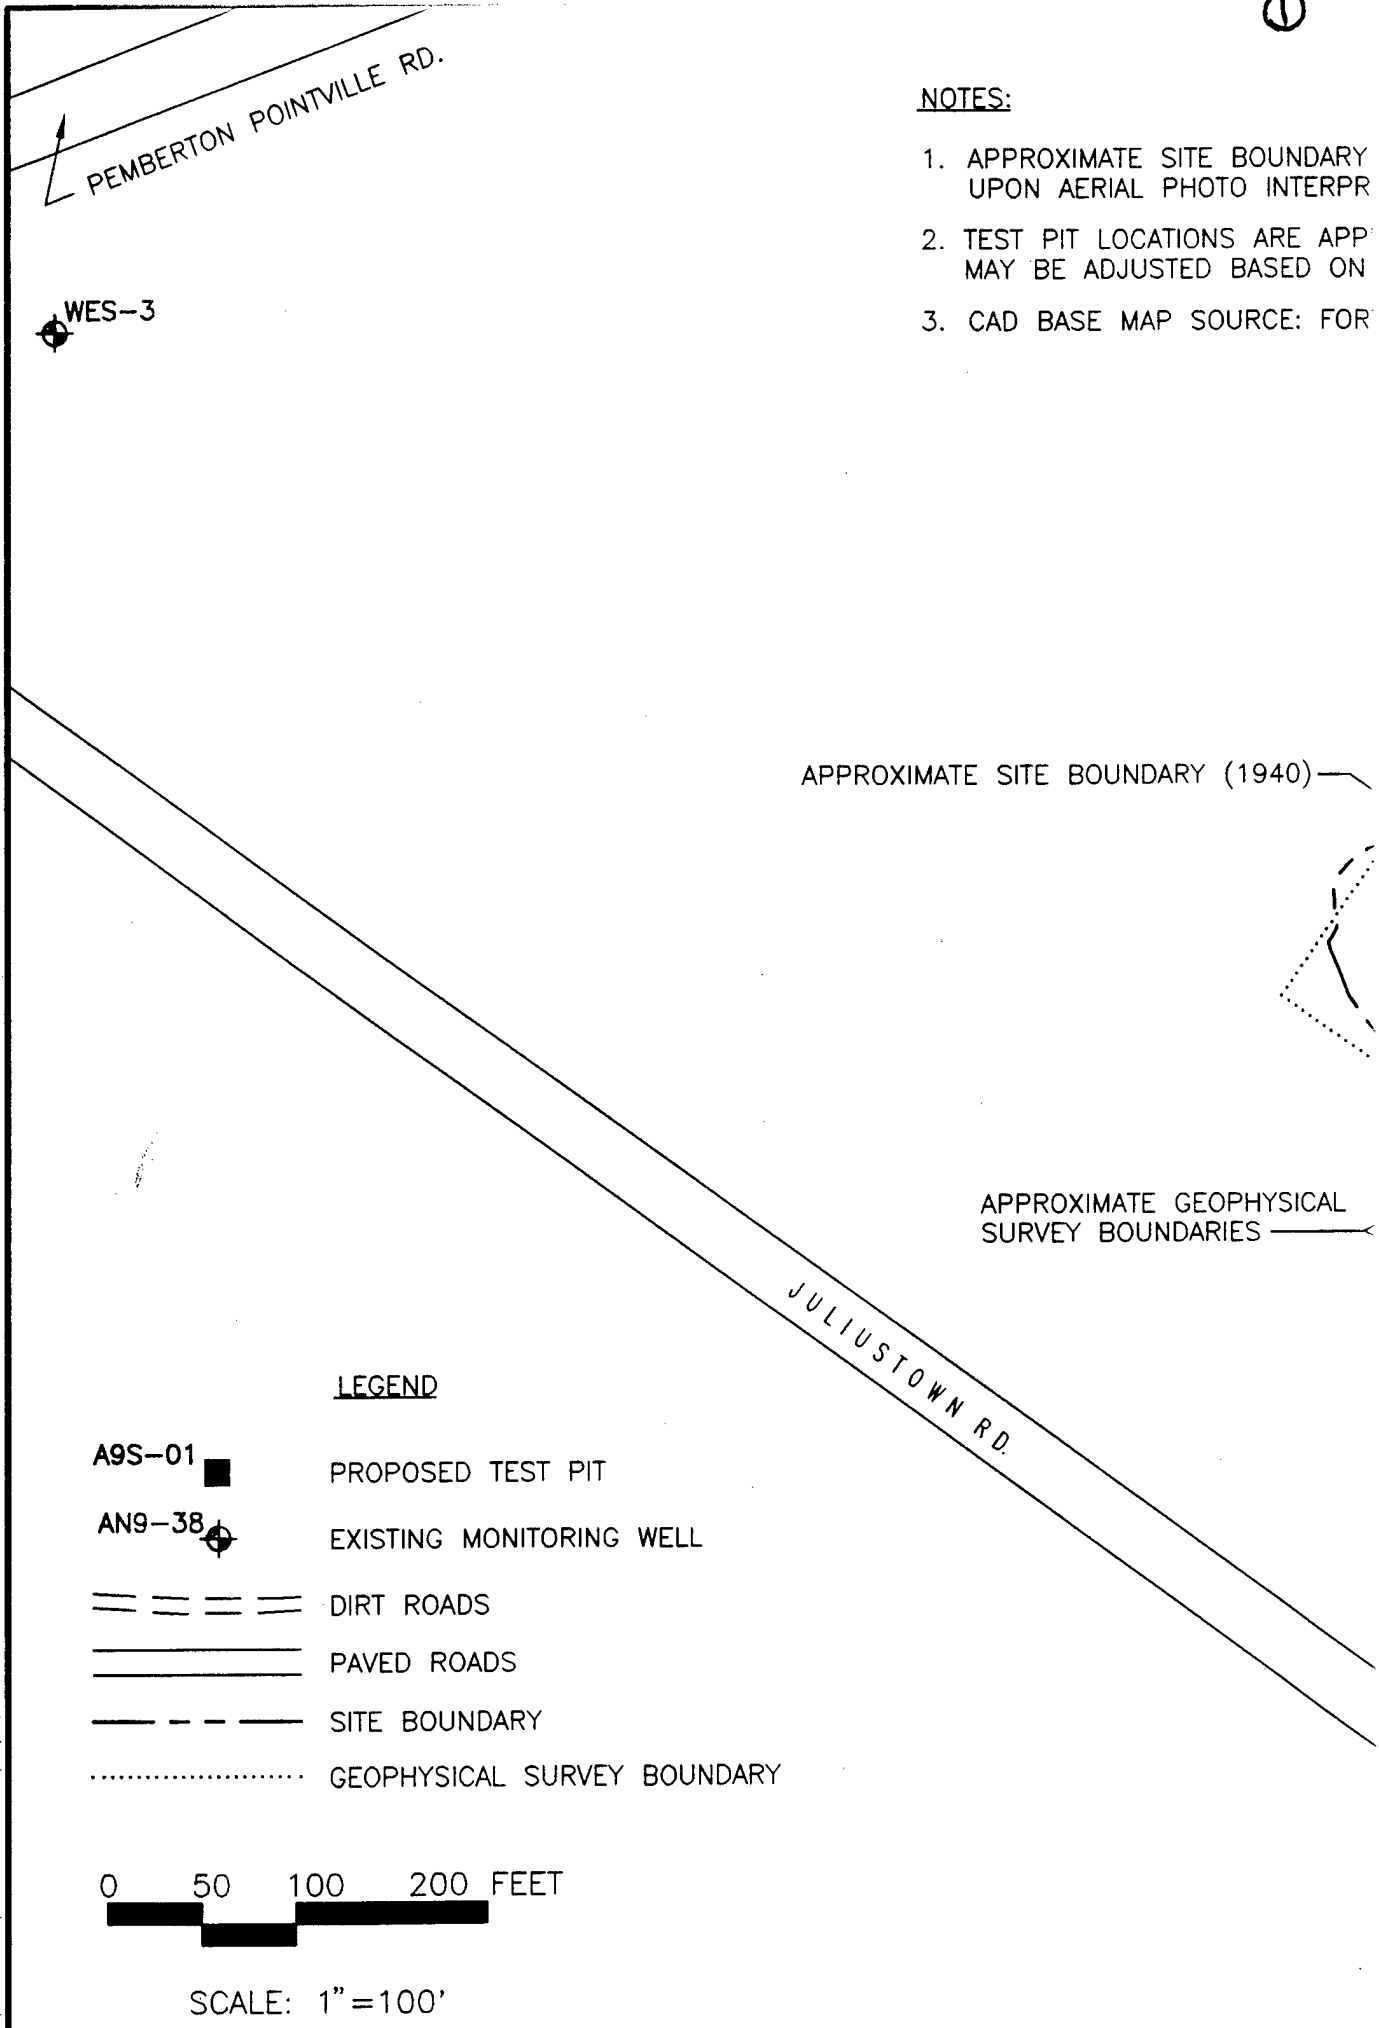 1
PEMBERTON POINTVILLE RD.
NOTES:
1. APPROXIMATE SITE BOUNDARY
UPON AERIAL PHOTO INTERPR
2. TEST PIT LOCATIONS ARE APP
MAY BE ADJUSTED BASED ON
3. CAD BASE MAP SOURCE: FOR
WES-3
APPROXIMATE SITE BOUNDARY (1940)
APPROXIMATE GEOPHYSICAL
SURVEY BOUNDARIES
JULIUSTOWN RD.
LEGEND
A9S-01
PROPOSED TEST PIT
AN9-38
EXISTING MONITORING WELL
DIRT ROADS
PAVED ROADS
SITE BOUNDARY
GEOPHYSICAL SURVEY BOUNDARY
0 50 100 200 FEET
SCALE: 1"=100'